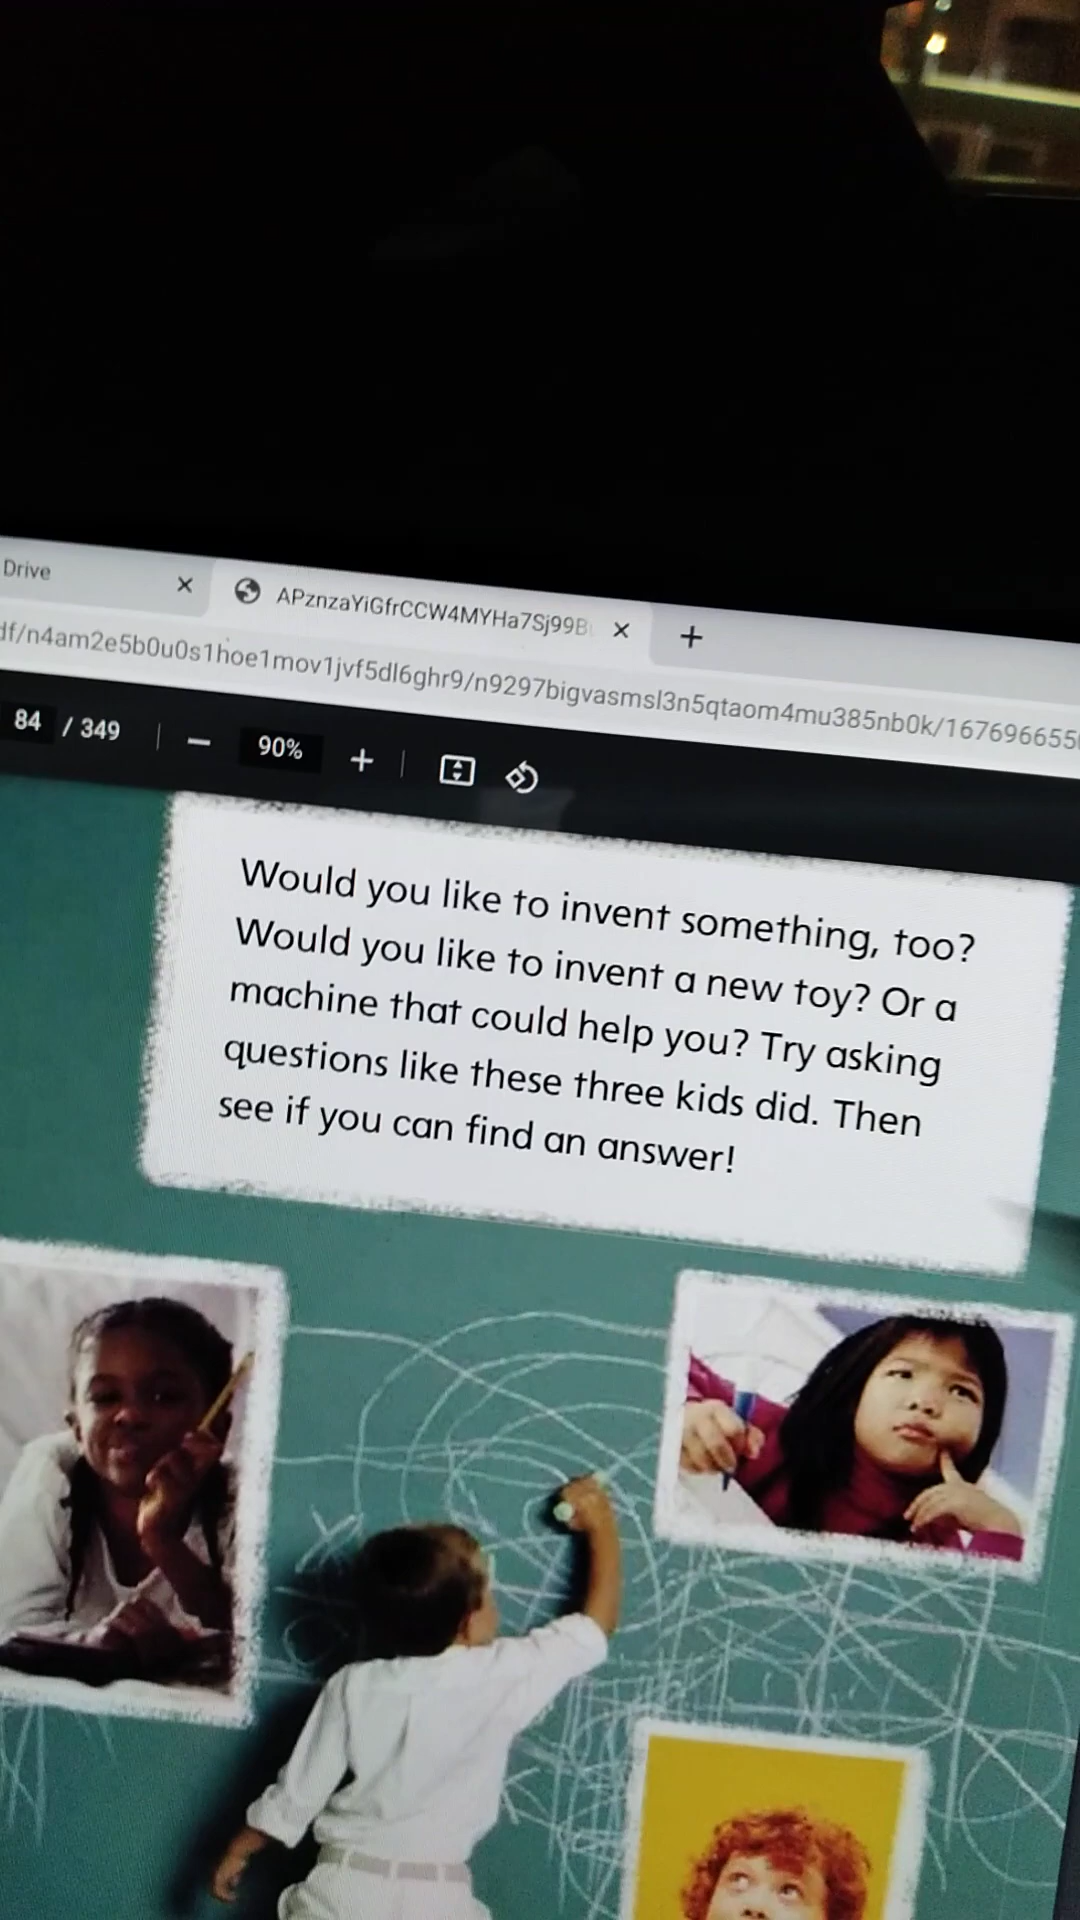 Drive
APznzaYiGfrCCW4MYHa7Sj99B
df/n4am2e5b0u0s1hoe1mov1jvf5dl6ghr9/n9297bigvasmsl3n5qtaom4mu385nb0k/167696655
84 / 349
90%
Would you like to invent something, too?
Would you like to invent a new toy? Or a
machine that could help you? Try asking
questions like these three kids did. Then
see if you can find an answer!